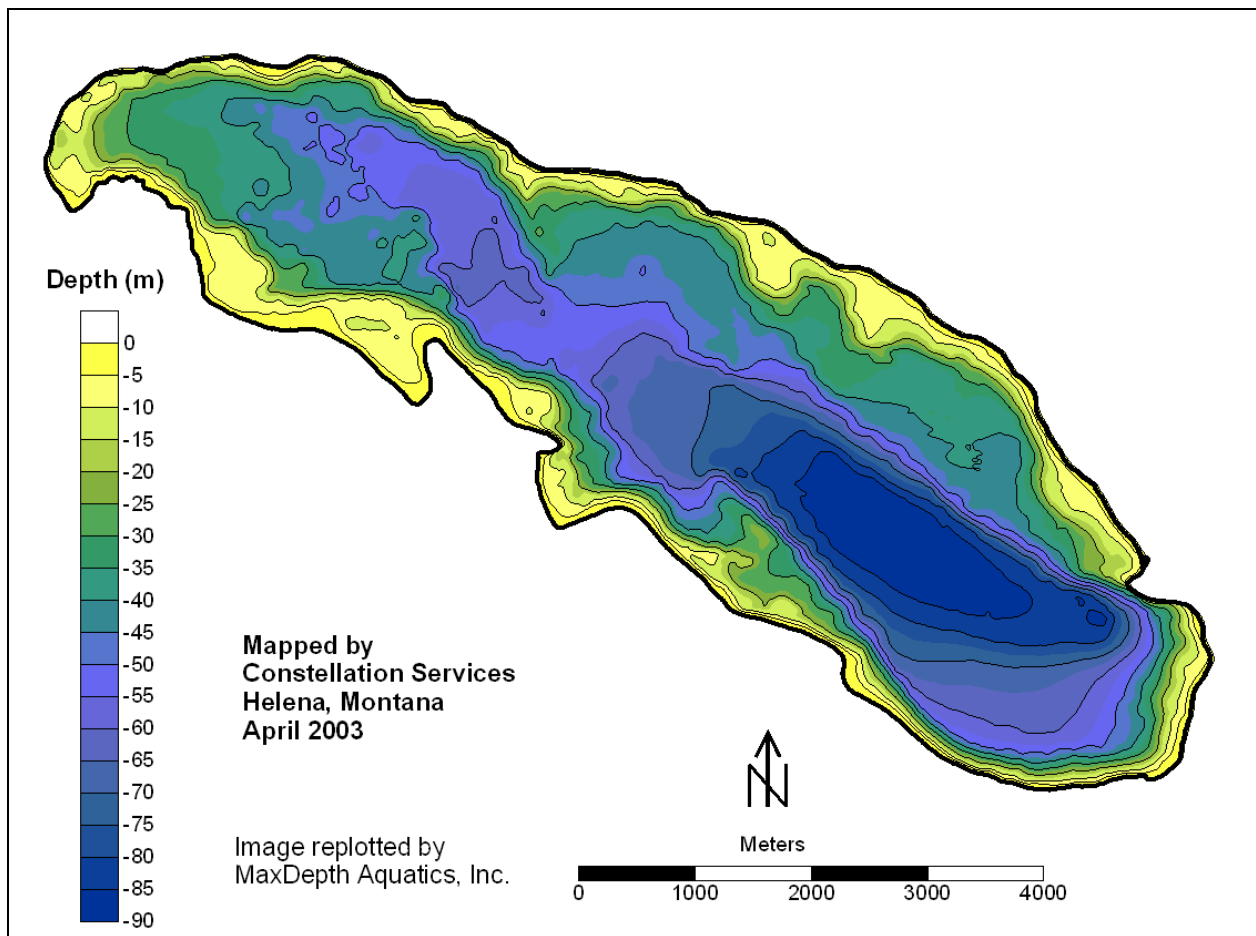 Depth (m)
0
-5
-10
-15
-20
-25
-30
-35
-40
-45
-50
-55
-60
-65
-70
-75
-80
-85
-90
Mapped by
Constellation Services
Helena, Montana
April 2003
Image replotted by
MaxDepth Aquatics, Inc.
N
Meters
0 1000 2000 3000 4000